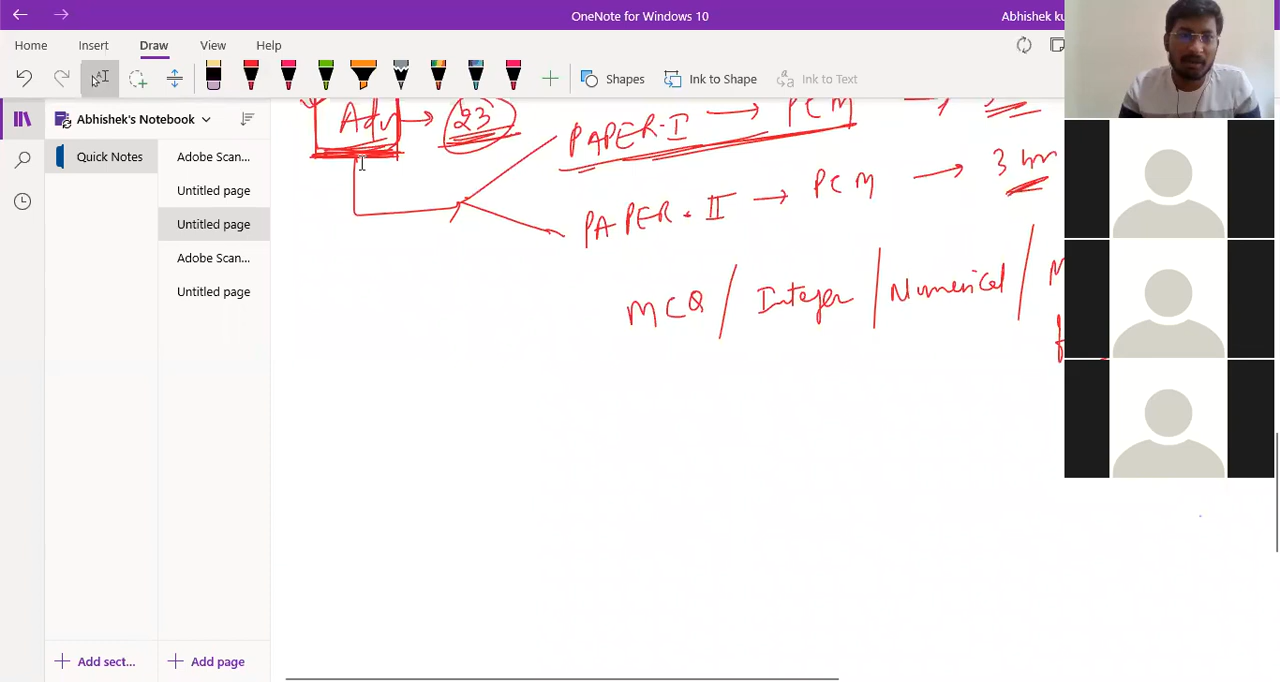 OneNote for Windows 10
Abhishek ku
Home Insert Draw View Help
Shapes Ink to Shape Ink to Text
Abhishek's Notebook
Quick Notes
Adobe Scan...
Untitled page
Untitled page
Adobe Scan...
Untitled page
Adv → 23
PAPER-I → PCM →
PAPER-II → PCM → 3 hr
MCQ / Integer / Numerical / M
+ Add sect...
+ Add page